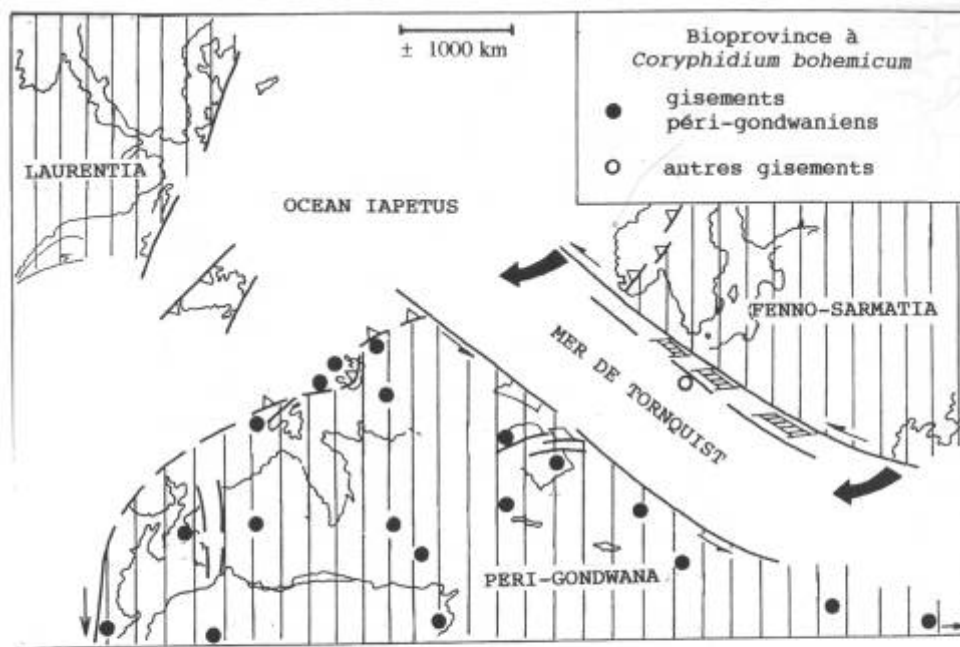 ± 1000 km
Bioprovince à
Coryphidium bohemicum
gisements
péri-gondwaniens
autres gisements
LAURENTIA
OCEAN IAPETUS
FENNO-SARMATIA
MER DE TORNQUIST
PERI-GONDWANA